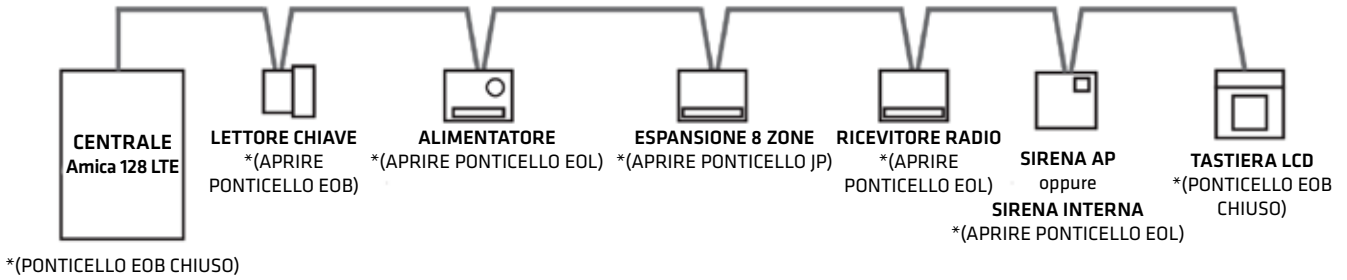 CENTRALE
Amica 128 LTE
*(PONTICELLO EOB CHIUSO)
LETTORE CHIAVE
*(APRIRE
PONTICELLO EOB)
ALIMENTATORE
*(APRIRE PONTICELLO EOL)
ESPANSIONE 8 ZONE
*(APRIRE PONTICELLO JP)
RICEVITORE RADIO
*(APRIRE
PONTICELLO EOL)
SIRENA AP
oppure
SIRENA INTERNA
*(APRIRE PONTICELLO EOL)
TASTIERA LCD
*(PONTICELLO EOB
CHIUSO)